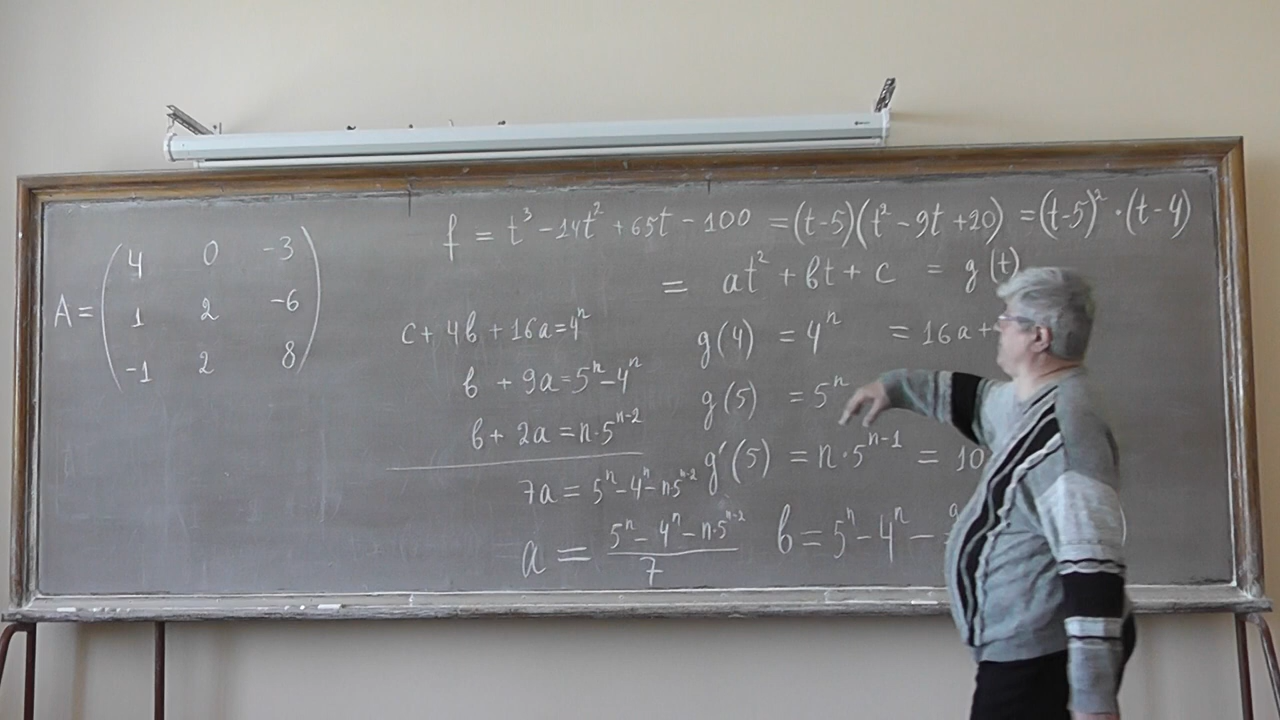 A = ( 4 0 -3
1 2 -6
-1 2 8 )
f = t³ - 14t² + 65t - 100 = (t-5)(t² - 9t + 20) = (t-5)² · (t-4)
= at² + bt + c = g(t)
c + 4b + 16a = 4ⁿ
b + 9a = 5ⁿ - 4ⁿ
b + 2a = n·5ⁿ⁻²
7a = 5ⁿ - 4ⁿ - n5ⁿ⁻²
a = (5ⁿ - 4ⁿ - n·5ⁿ⁻²)/7
g(4) = 4ⁿ = 16a +
g(5) = 5ⁿ
g'(5) = n·5ⁿ⁻¹ = 10
b = 5ⁿ - 4ⁿ -